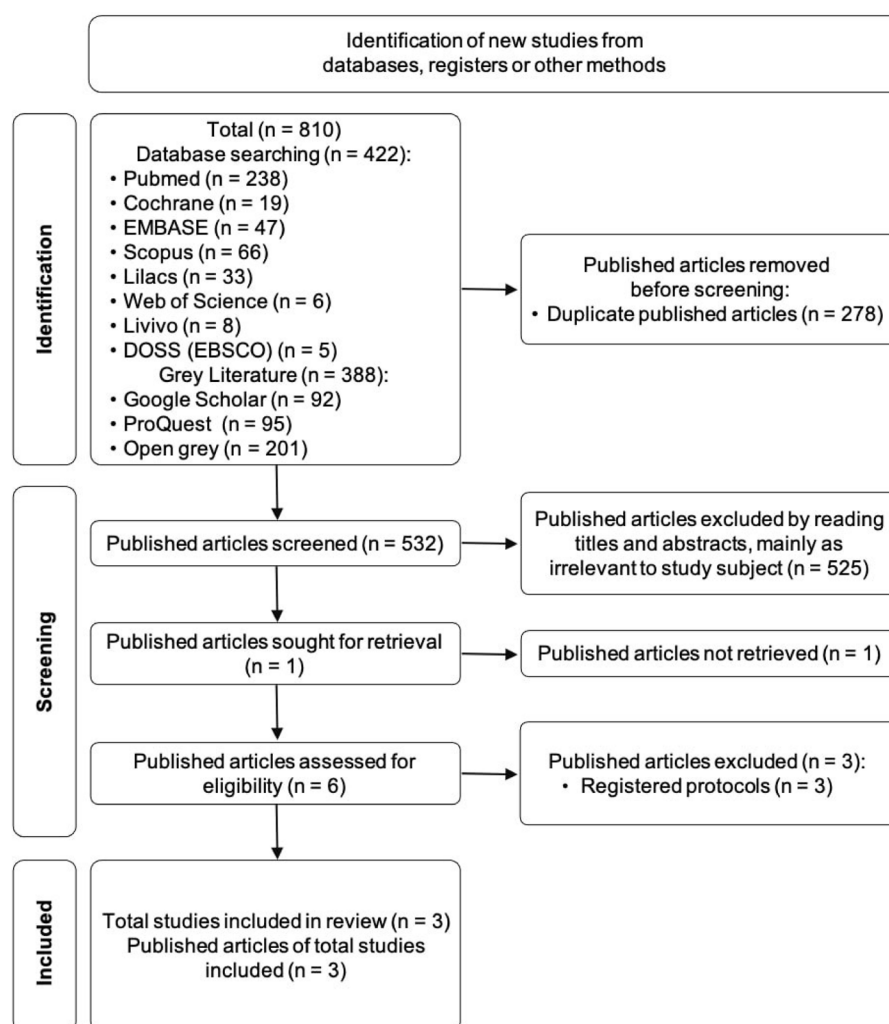 Identification of new studies from
databases, registers or other methods
Identification
Total (n = 810)
Database searching (n = 422):
• Pubmed (n = 238)
• Cochrane (n = 19)
• EMBASE (n = 47)
• Scopus (n = 66)
• Lilacs (n = 33)
• Web of Science (n = 6)
• Livivo (n = 8)
• DOSS (EBSCO) (n = 5)
Grey Literature (n = 388):
• Google Scholar (n = 92)
• ProQuest (n = 95)
• Open grey (n = 201)
Published articles removed
before screening:
• Duplicate published articles (n = 278)
Screening
Published articles screened (n = 532)
Published articles excluded by reading
titles and abstracts, mainly as
irrelevant to study subject (n = 525)
Published articles sought for retrieval
(n = 1)
Published articles not retrieved (n = 1)
Published articles assessed for
eligibility (n = 6)
Published articles excluded (n = 3):
• Registered protocols (n = 3)
Included
Total studies included in review (n = 3)
Published articles of total studies
included (n = 3)